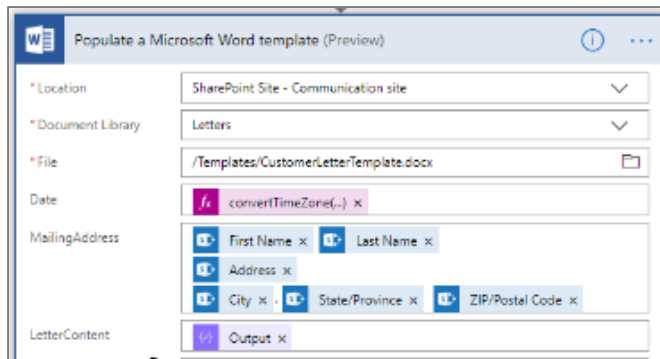 Populate a Microsoft Word template (Preview)
* Location SharePoint Site - Communication site
* Document Library Letters
* File /Templates/CustomerLetterTemplate.docx
Date fx convertTimeZone(...) x
MailingAddress First Name x Last Name x
Address x
City x , State/Province x ZIP/Postal Code x
LetterContent Output x